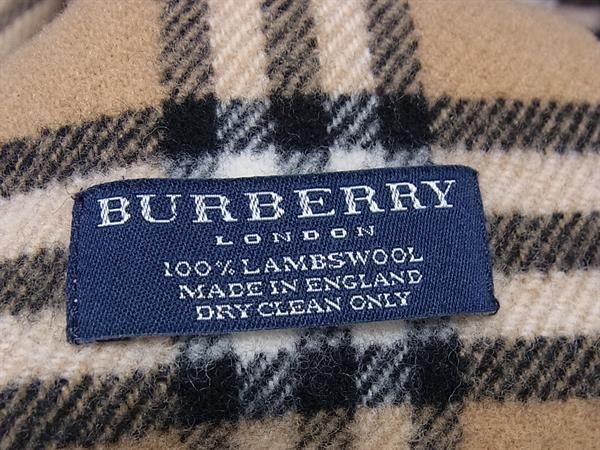 BURBERRY
LONDON
100% LAMBSWOOL
MADE IN ENGLAND
DRY CLEAN ONLY